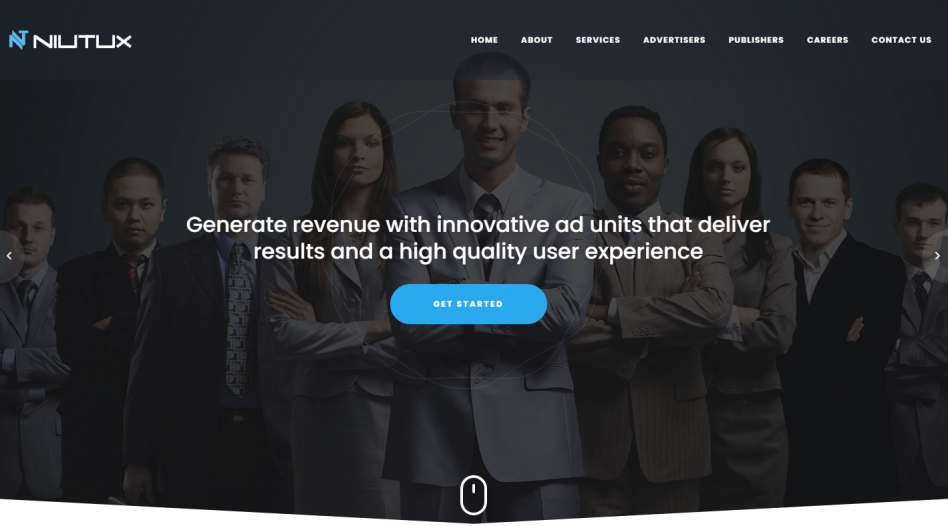 NIUTUX
HOME ABOUT SERVICES ADVERTISERS PUBLISHERS CAREERS CONTACT US
Generate revenue with innovative ad units that deliver
results and a high quality user experience
GET STARTED